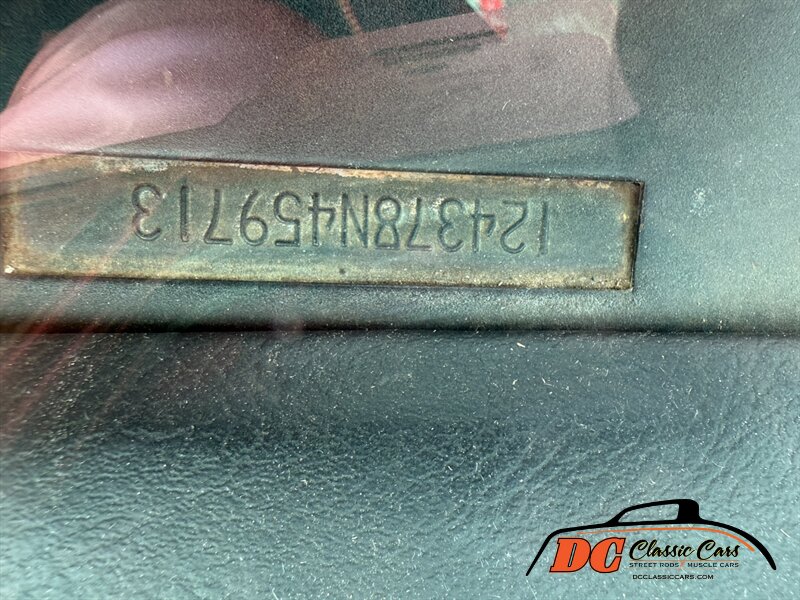 124378N459713
DC Classic Cars
STREET RODS & MUSCLE CARS
DCCLASSICCARS.COM